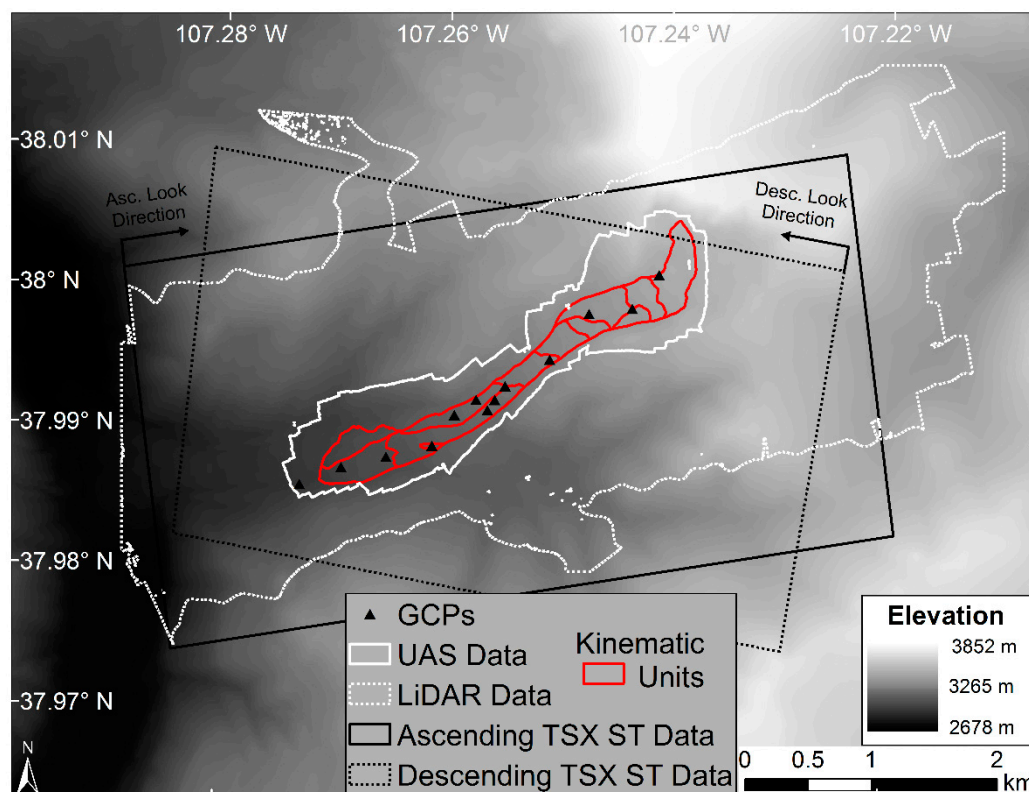 107.28° W 107.26° W 107.24° W 107.22° W
38.01° N
Asc. Look
Direction
Desc. Look
Direction
38° N
37.99° N
37.98° N
37.97° N
GCPs
UAS Data
LiDAR Data
Ascending TSX ST Data
Descending TSX ST Data
Kinematic
Units
Elevation
3852 m
3265 m
2678 m
0 0.5 1 2
km
N